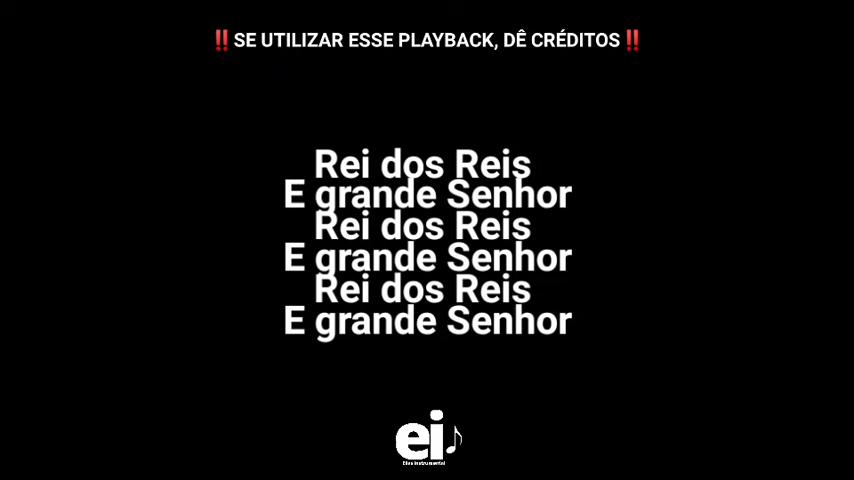 ‼️SE UTILIZAR ESSE PLAYBACK, DÊ CRÉDITOS‼️
Rei dos Reis
E grande Senhor
Rei dos Reis
E grande Senhor
Rei dos Reis
E grande Senhor
ei